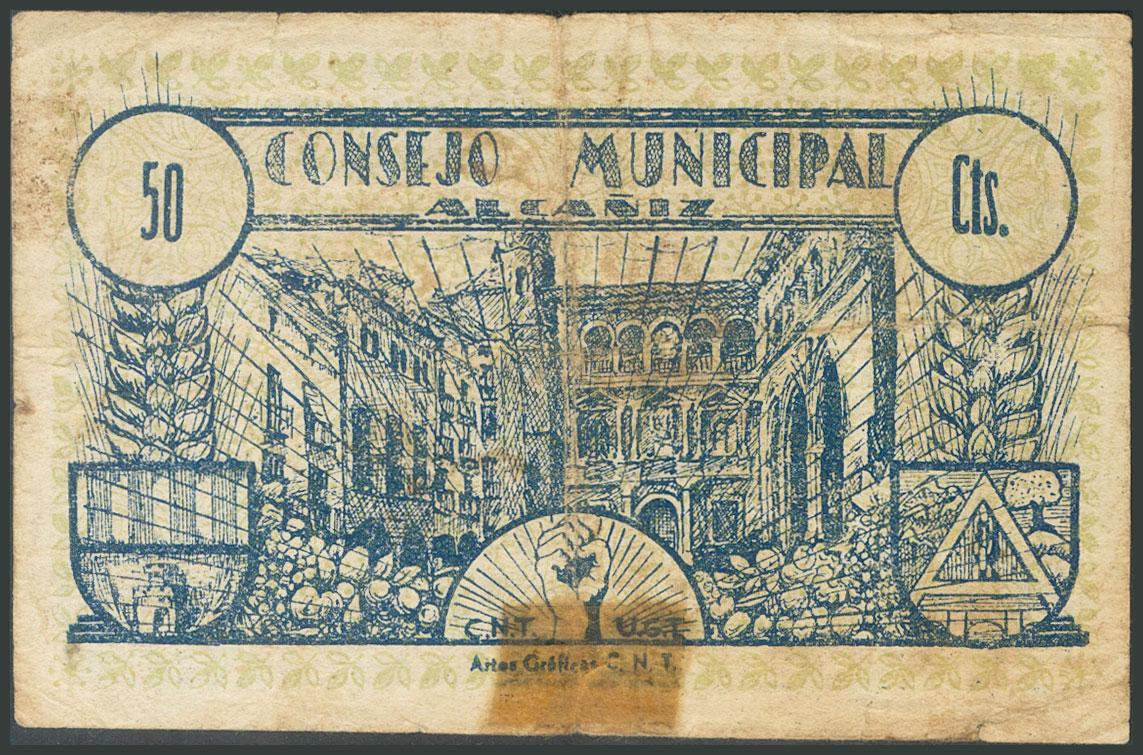 50
CONSEJO MUNICIPAL
Cts.
ALCAÑIZ
C.N.T. U.G.T.
Artes Gráficas C. N. T.